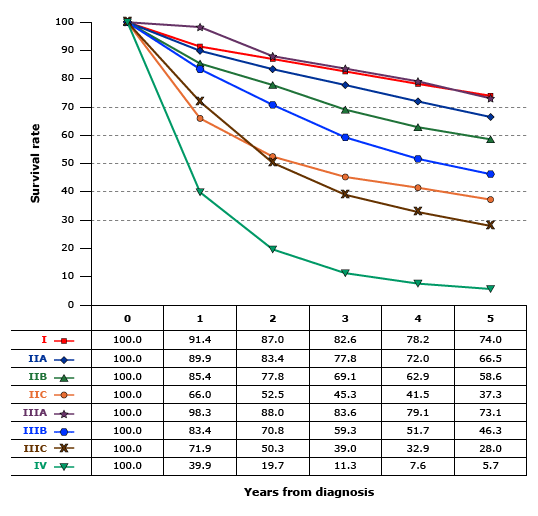 100
90
80
70
60
50
40
30
20
10
0
Survival rate
0 1 2 3 4 5
I 100.0 91.4 87.0 82.6 78.2 74.0
IIA 100.0 89.9 83.4 77.8 72.0 66.5
IIB 100.0 85.4 77.8 69.1 62.9 58.6
IIC 100.0 66.0 52.5 45.3 41.5 37.3
IIIA 100.0 98.3 88.0 83.6 79.1 73.1
IIIB 100.0 83.4 70.8 59.3 51.7 46.3
IIIC 100.0 71.9 50.3 39.0 32.9 28.0
IV 100.0 39.9 19.7 11.3 7.6 5.7
Years from diagnosis